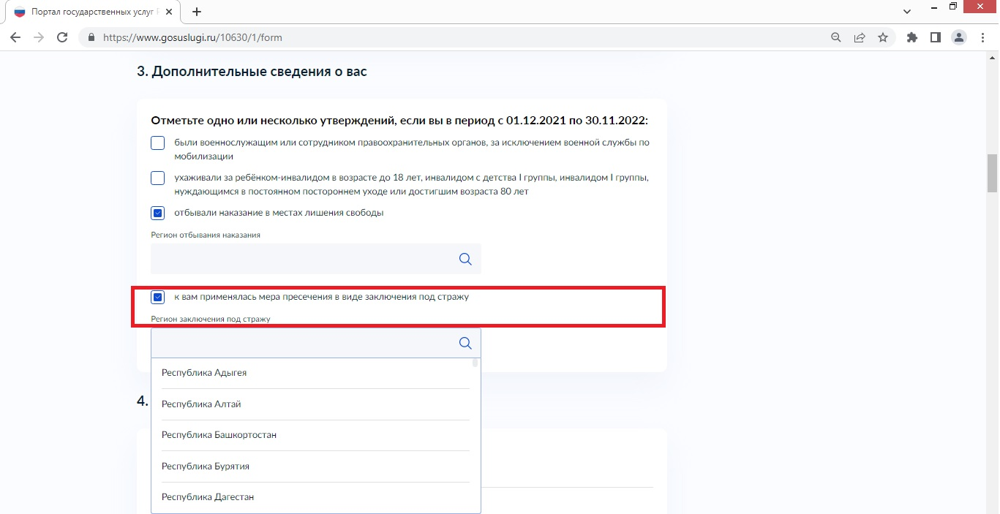 Портал государственных услуг Р
https://www.gosuslugi.ru/10630/1/form
3. Дополнительные сведения о вас
Отметьте одно или несколько утверждений, если вы в период с 01.12.2021 по 30.11.2022:
были военнослужащим или сотрудником правоохранительных органов, за исключением военной службы по
мобилизации
ухаживали за ребёнком-инвалидом в возрасте до 18 лет, инвалидом с детства I группы, инвалидом I группы,
нуждающимся в постоянном постороннем уходе или достигшим возраста 80 лет
отбывали наказание в местах лишения свободы
Регион отбывания наказания
к вам применялась мера пресечения в виде заключения под стражу
Регион заключения под стражу
Республика Адыгея
4.
Республика Алтай
Республика Башкортостан
Республика Бурятия
Республика Дагестан